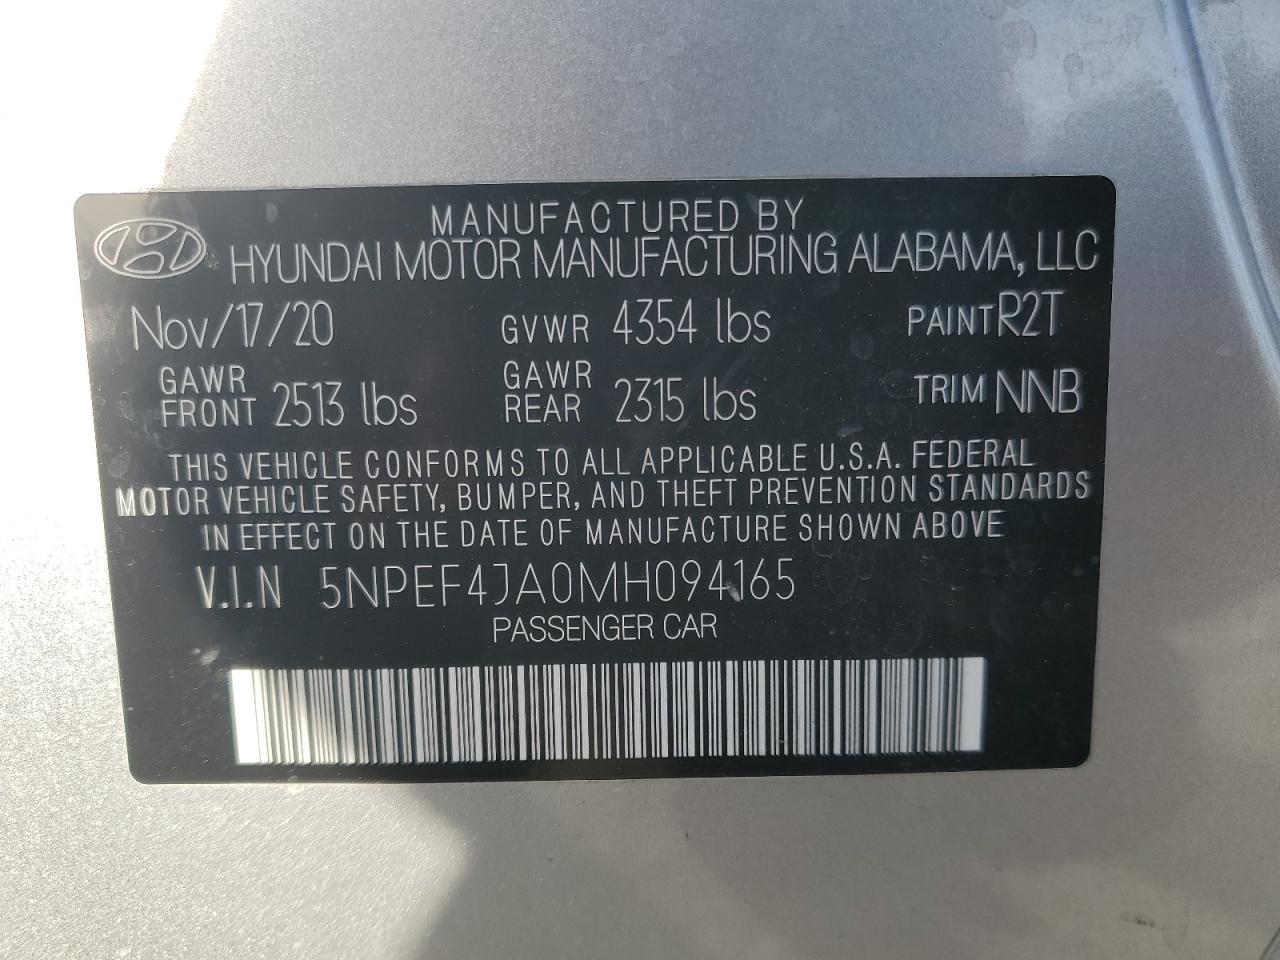 MANUFACTURED BY
HYUNDAI MOTOR MANUFACTURING ALABAMA, LLC
Nov/17/20 GVWR 4354 lbs PAINT R2T
GAWR FRONT 2513 lbs GAWR REAR 2315 lbs TRIM NNB
THIS VEHICLE CONFORMS TO ALL APPLICABLE U.S.A. FEDERAL
MOTOR VEHICLE SAFETY, BUMPER, AND THEFT PREVENTION STANDARDS
IN EFFECT ON THE DATE OF MANUFACTURE SHOWN ABOVE
V.I.N 5NPEF4JA0MH094165
PASSENGER CAR